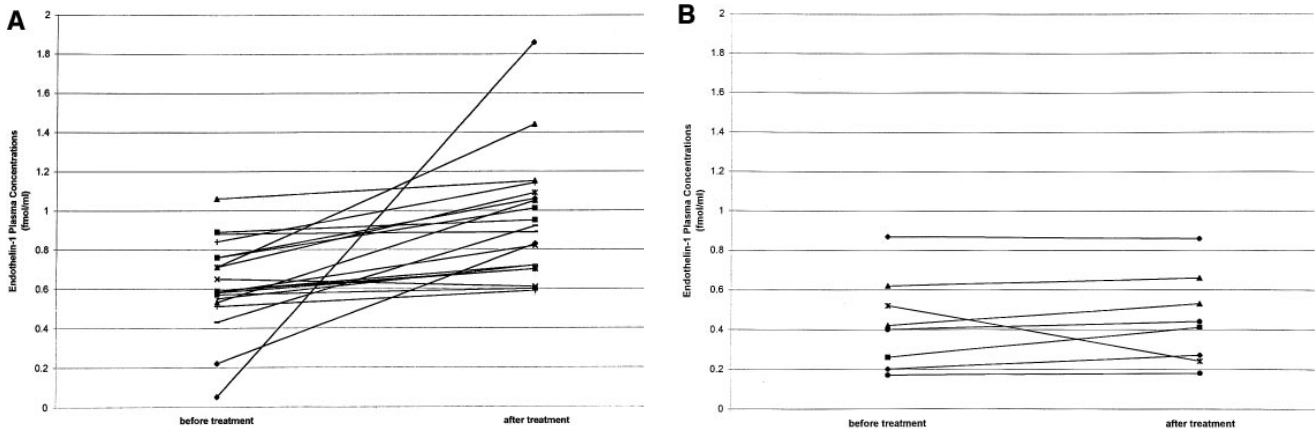 A
Endothelin-1 Plasma Concentrations
(fmol/ml)
2
1.8
1.6
1.4
1.2
1
0.8
0.6
0.4
0.2
0
before treatment
after treatment
B
Endothelin-1 Plasma Concentrations
(fmol/ml)
2
1.8
1.6
1.4
1.2
1
0.8
0.6
0.4
0.2
0
before treatment
after treatment